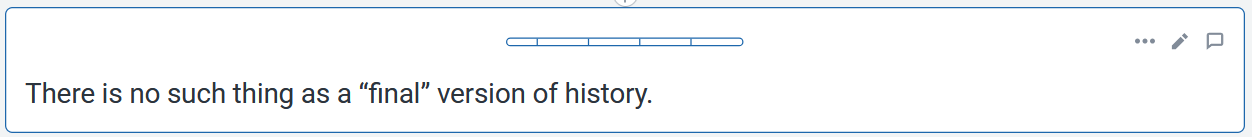 There is no such thing as a “final” version of history.